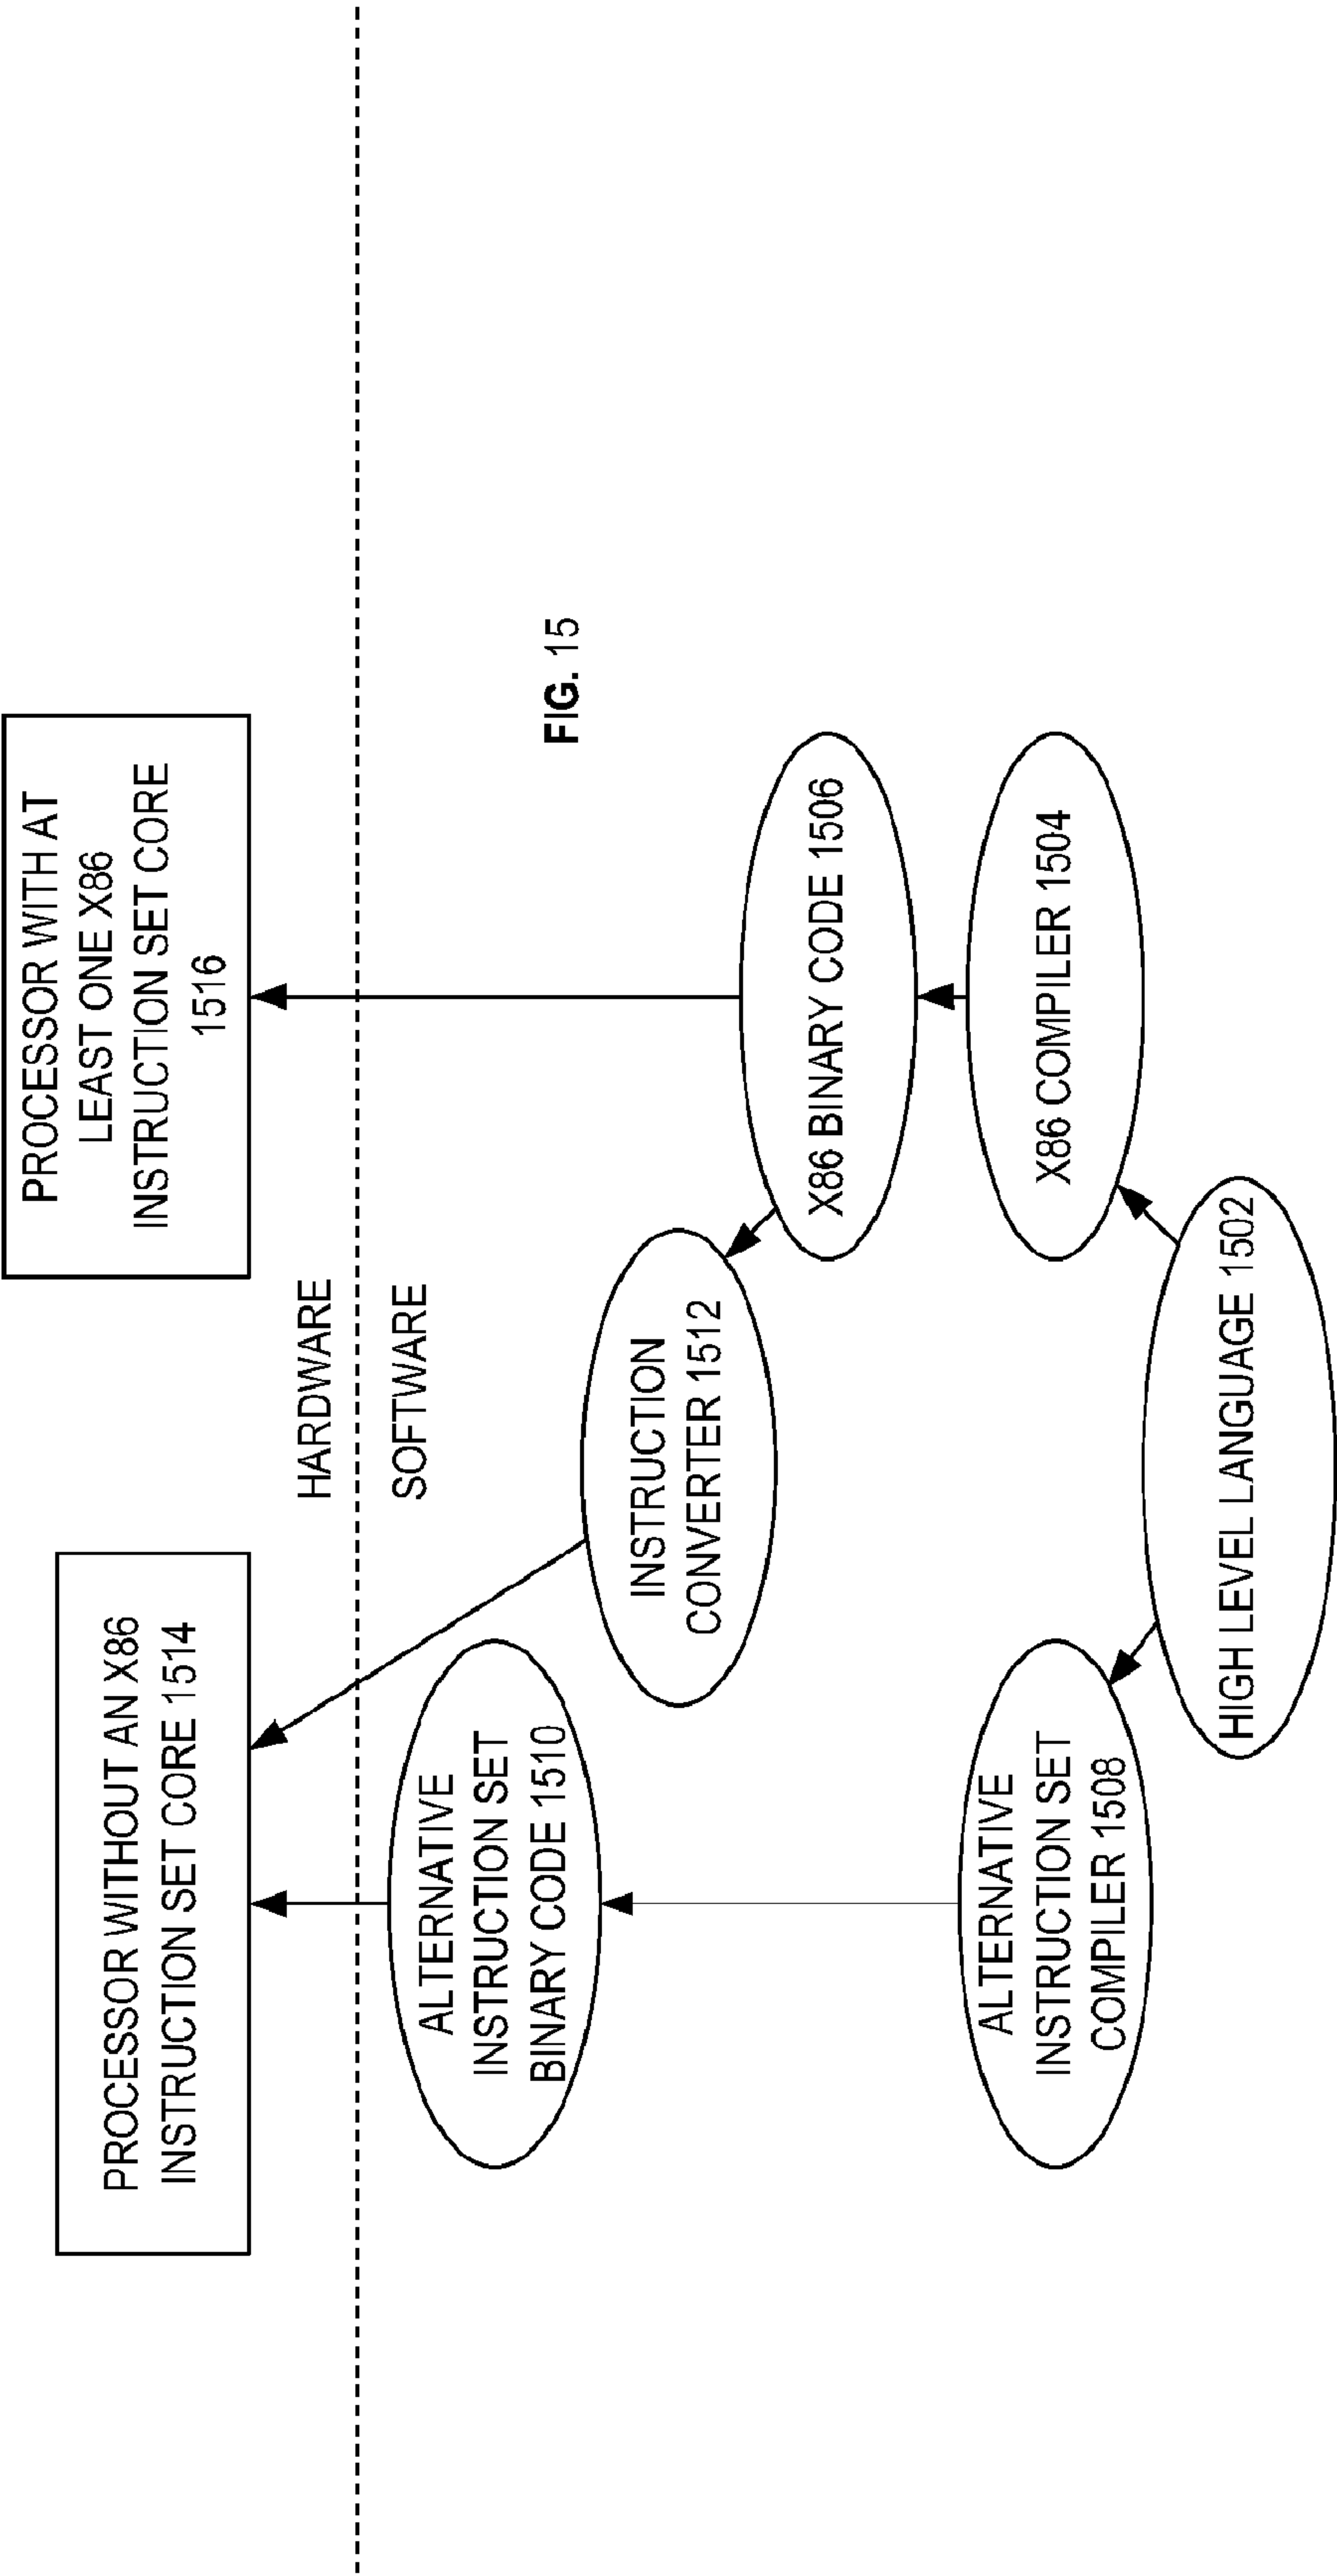 PROCESSOR WITHOUT AN X86
INSTRUCTION SET CORE 1514
PROCESSOR WITH AT
LEAST ONE X86
INSTRUCTION SET CORE
1516
HARDWARE
SOFTWARE
ALTERNATIVE
INSTRUCTION SET
BINARY CODE 1510
INSTRUCTION
CONVERTER 1512
FIG. 15
X86 BINARY CODE 1506
ALTERNATIVE
INSTRUCTION SET
COMPILER 1508
X86 COMPILER 1504
HIGH LEVEL LANGUAGE 1502